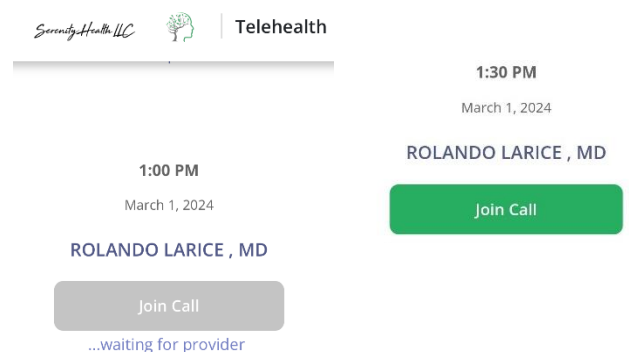 Serenity Health LLC
Telehealth
1:00 PM
March 1, 2024
ROLANDO LARICE , MD
Join Call
...waiting for provider
1:30 PM
March 1, 2024
ROLANDO LARICE , MD
Join Call